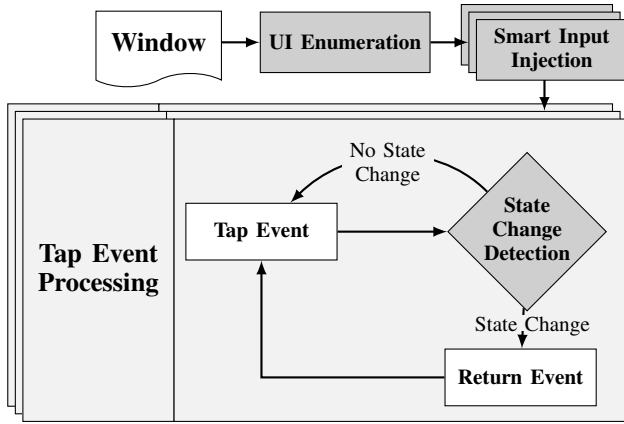 Window
UI Enumeration
Smart Input
Injection
No State
Change
Tap Event
State
Change
Detection
Tap Event
Processing
State Change
Return Event